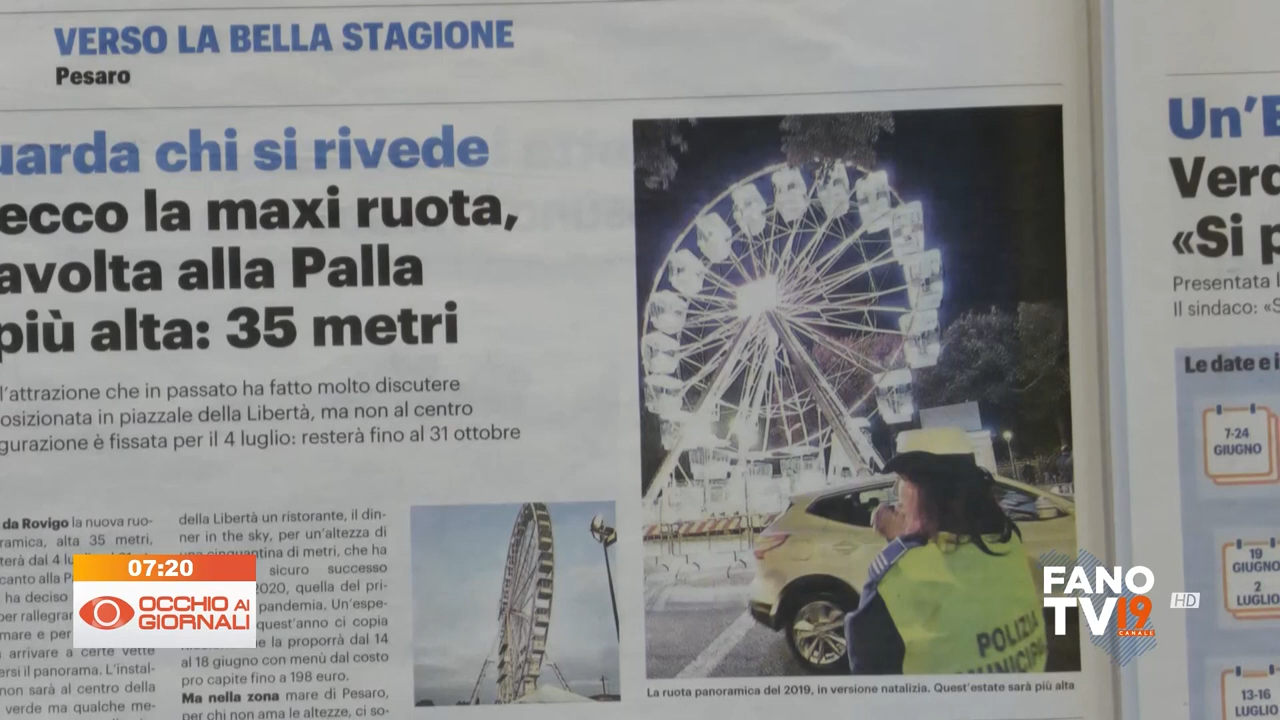 VERSO LA BELLA STAGIONE
Pesaro
uarda chi si rivede
ecco la maxi ruota,
avolta alla Palla
più alta: 35 metri
l'attrazione che in passato ha fatto molto discutere
osizionata in piazzale della Libertà, ma non al centro
gurazione è fissata per il 4 luglio: resterà fino al 31 ottobre
da Rovigo la nuova ruo-
ramica, alta 35 metri,
terà dal 4
canto alla
ha deciso
per rallegrar
mare e per
arrivare a certe vette
ersi il panorama. L'instal-
non sarà al centro della
verde ma qualche me-
della Libertà un ristorante, il din-
ner in the sky, per un'altezza di
una cinquantina di metri, che ha
sicuro successo
2020, quella del pri-
pandemia. Un'espe-
quest'anno ci copia
la proporrà dal 14
al 18 giugno con menù dal costo
pro capite fino a 198 euro.
Ma nella zona mare di Pesaro,
per chi non ama le altezze, ci so-
POLIZIA
MUNICIPALE
La ruota panoramica del 2019, in versione natalizia. Quest'estate sarà più alta
Un'E
Verd
«Si p
Presentata l
Il sindaco: «S
Le date e i
7-24
GIUGNO
19
GIUGNO
2
LUGLIO
13-16
LUGLIO
07:20
OCCHIO AI
GIORNALI
FANO
TV 19
CANALE
HD